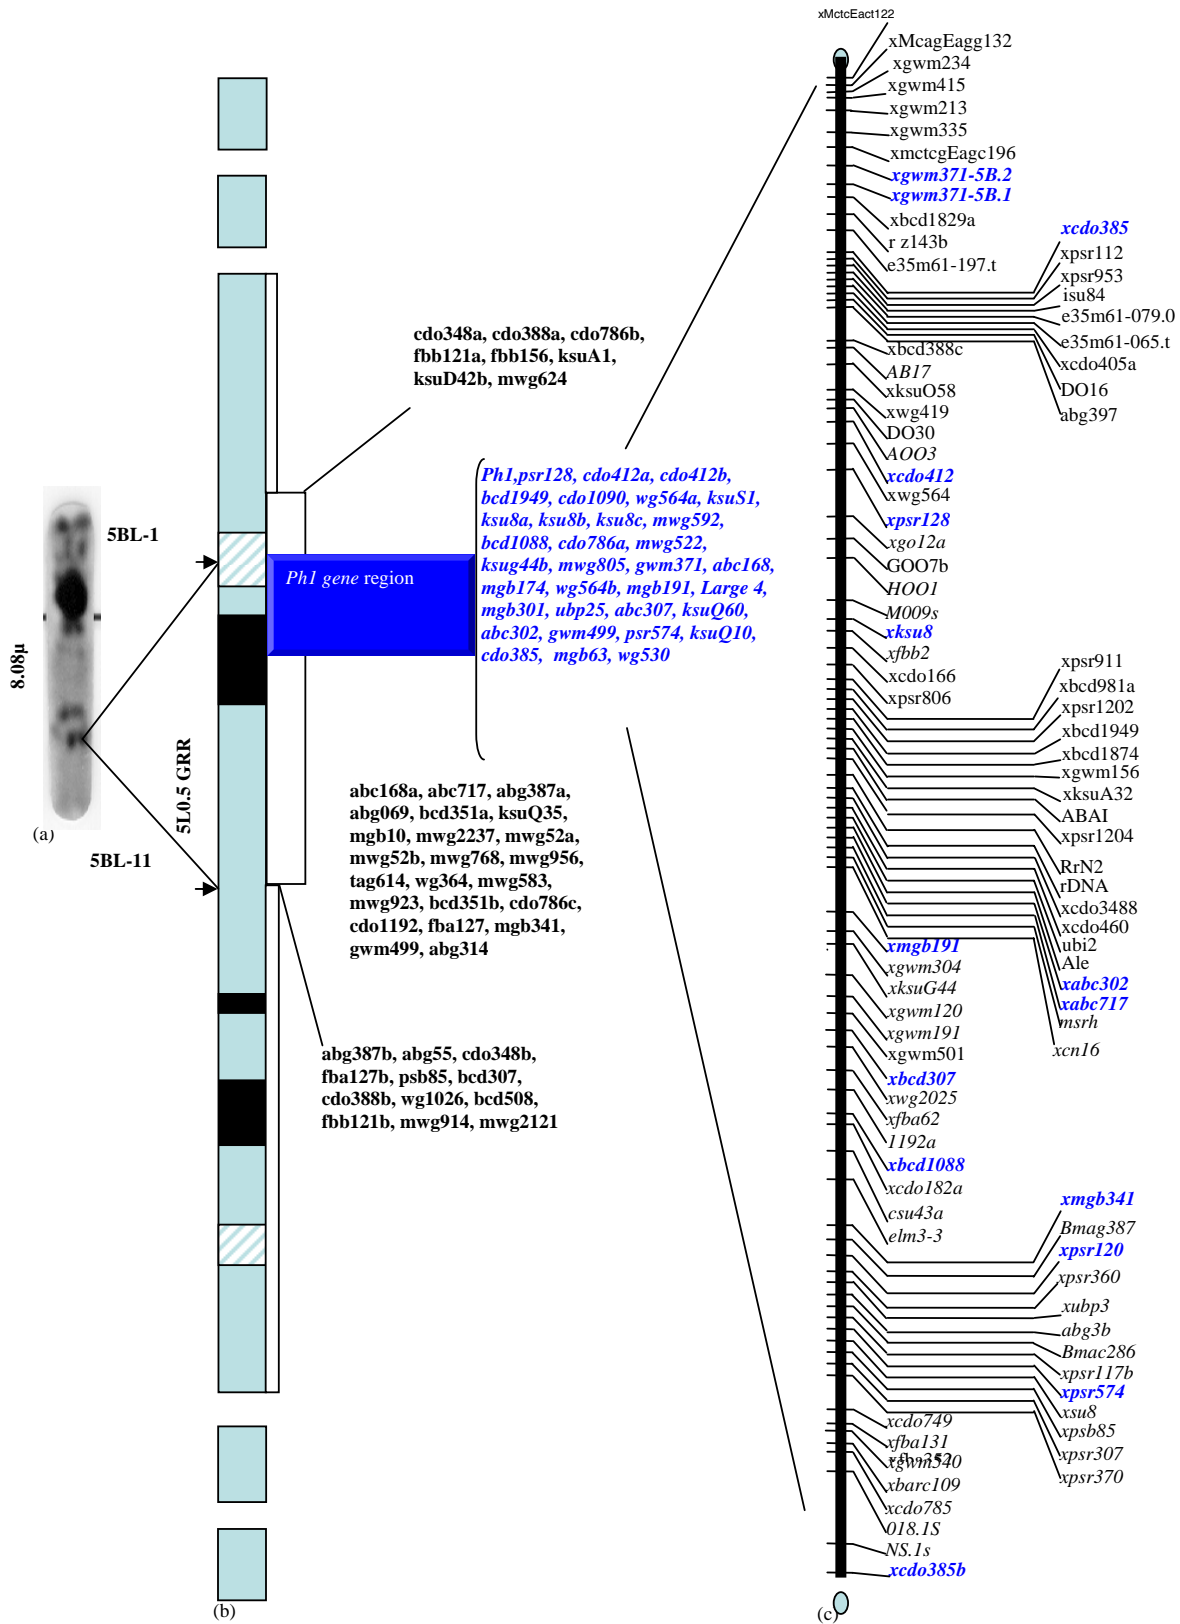 8.08µ
(a)
5BL-1
5BL-11
5L0.5 GRR
(b)
cdo348a, cdo388a, cdo786b,
fbb121a, fbb156, ksuA1,
ksuD42b, mwg624
Ph1 gene region
Ph1,psr128, cdo412a, cdo412b,
bcd1949, cdo1090, wg564a, ksuS1,
ksu8a, ksu8b, ksu8c, mwg592,
bcd1088, cdo786a, mwg522,
ksug44b, mwg805, gwm371, abc168,
mgb174, wg564b, mgb191, Large 4,
mgb301, ubp25, abc307, ksuQ60,
abc302, gwm499, psr574, ksuQ10,
cdo385, mgb63, wg530
abc168a, abc717, abg387a,
abg069, bcd351a, ksuQ35,
mgb10, mwg2237, mwg52a,
mwg52b, mwg768, mwg956,
tag614, wg364, mwg583,
mwg923, bcd351b, cdo786c,
cdo1192, fba127, mgb341,
gwm499, abg314
abg387b, abg55, cdo348b,
fba127b, psb85, bcd307,
cdo388b, wg1026, bcd508,
fbb121b, mwg914, mwg2121
xMctcEact122
xMcagEagg132
xgwm234
xgwm415
xgwm213
xgwm335
xmctcgEagc196
xgwm371-5B.2
xgwm371-5B.1
xbcd1829a
r z143b
e35m61-197.t
xcdo385
xpsr112
xpsr953
isu84
e35m61-079.0
e35m61-065.t
xcdo405a
DO16
abg397
xbcd388c
AB17
xksuO58
xwg419
DO30
AOO3
xcdo412
xwg564
xpsr128
xgo12a
GOO7b
HOO1
M009s
xksu8
xfbb2
xcdo166
xpsr806
xpsr911
xbcd981a
xpsr1202
xbcd1949
xbcd1874
xgwm156
xksuA32
ABAI
xpsr1204
RrN2
rDNA
xcdo3488
xcdo460
ubi2
Ale
xabc302
xabc717
msrh
xcn16
xmgb191
xgwm304
xksuG44
xgwm120
xgwm191
xgwm501
xbcd307
xwg2025
xfba62
1192a
xbcd1088
xcdo182a
csu43a
elm3-3
xmgb341
Bmag387
xpsr120
xpsr360
xubp3
abg3b
Bmac286
xpsr117b
xpsr574
xsu8
xpsb85
xpsr307
xpsr370
xcdo749
xfba131
xgwm540
xbarc109
xcdo785
018.1S
NS.1s
xcdo385b
(c)